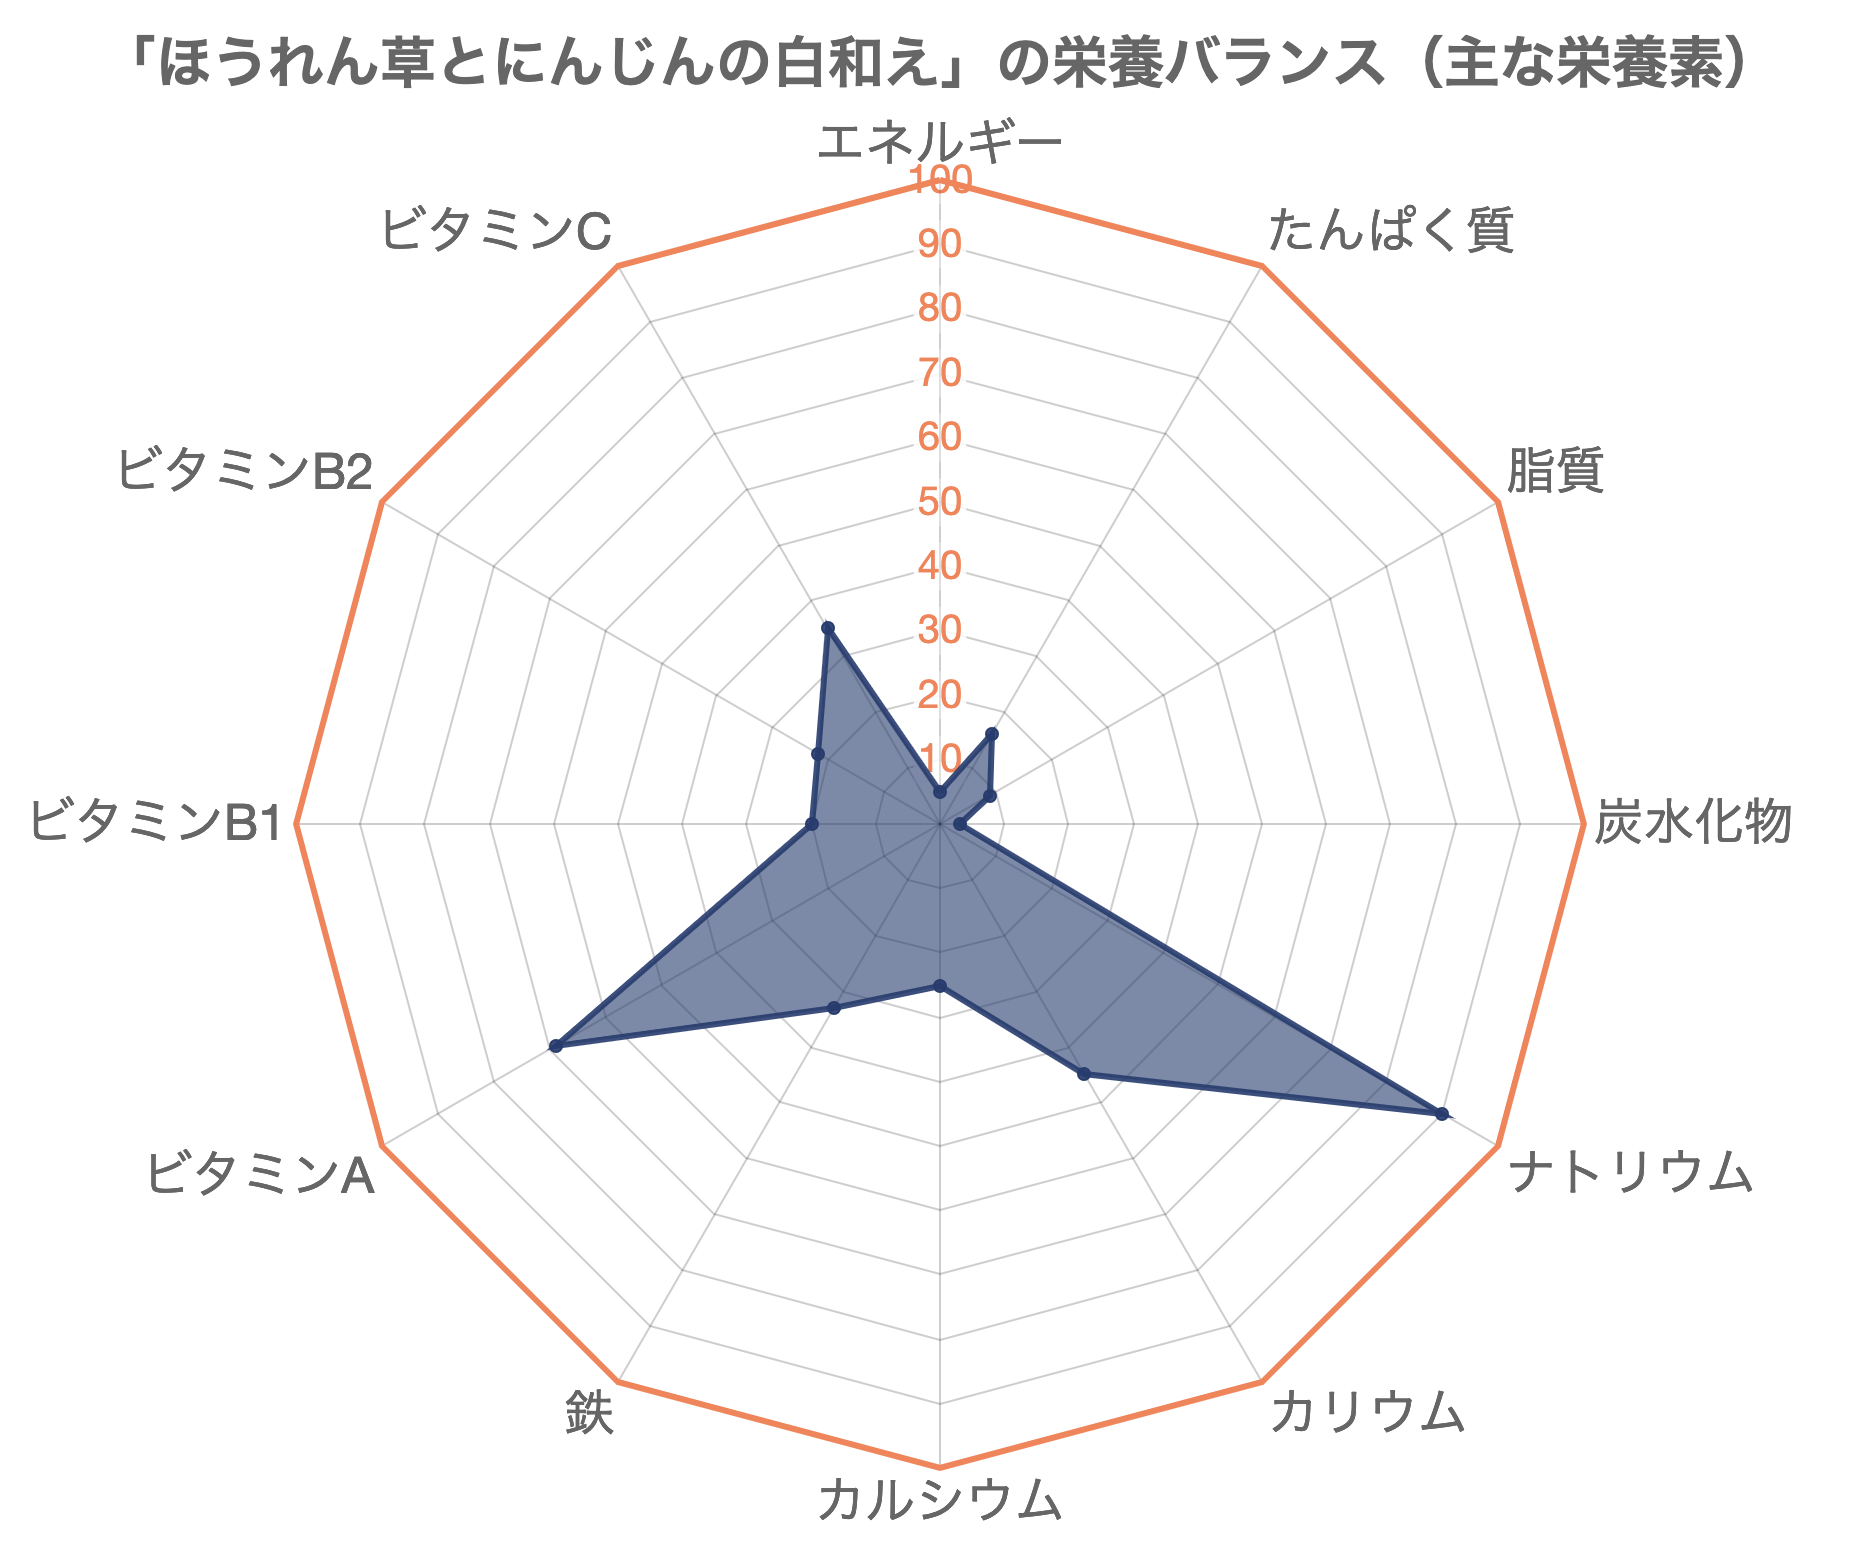 「ほうれん草とにんじんの白和え」の栄養バランス（主な栄養素）
エネルギー
たんぱく質
脂質
炭水化物
ナトリウム
カリウム
カルシウム
鉄
ビタミンA
ビタミンB1
ビタミンB2
ビタミンC
100
90
80
70
60
50
40
30
20
10